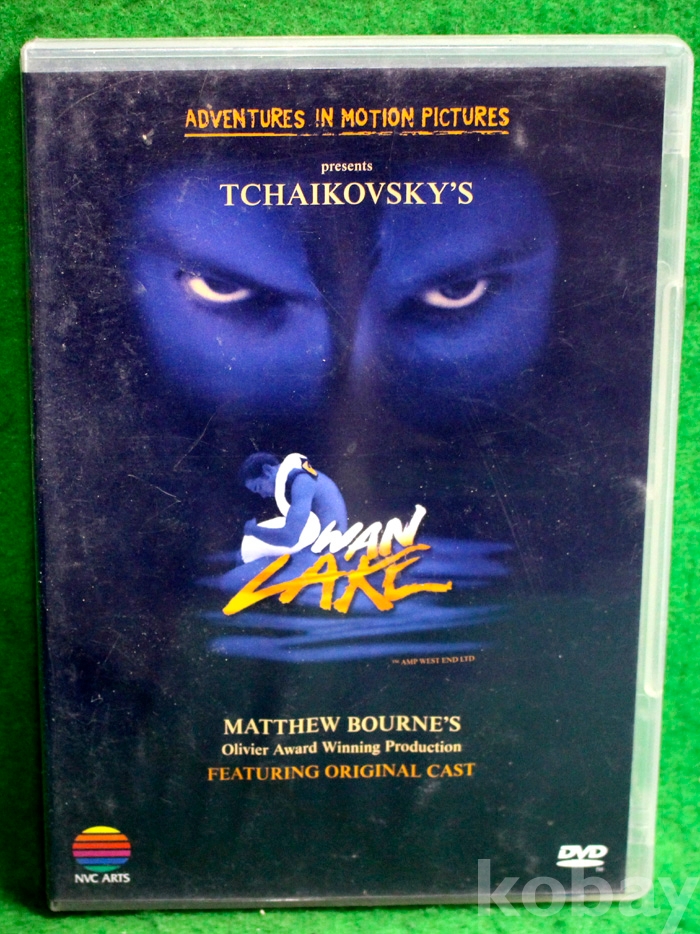 ADVENTURES IN MOTION PICTURES
presents
TCHAIKOVSKY'S
SWAN
LAKE
™ AMP WEST END LTD
MATTHEW BOURNE'S
Olivier Award Winning Production
FEATURING ORIGINAL CAST
NVC ARTS
DVD
™
kobay